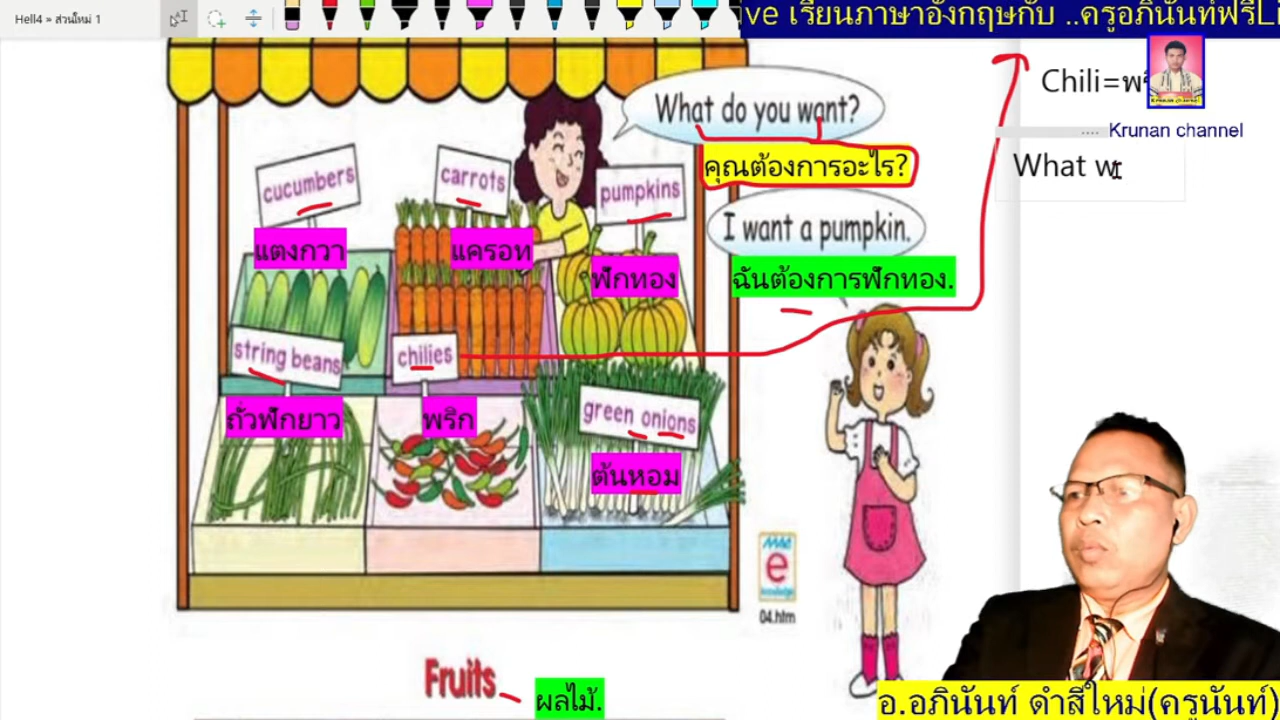 Hell4 » ส่วนใหม่ 1
ive เรียนภาษาอังกฤษกับ ..ครูอภินันท์ฟรีLi
What do you want?
Chili=พริ
Krunan channel
คุณต้องการอะไร?
What w
cucumbers
carrots
pumpkins
I want a pumpkin.
แตงกวา
แครอท
ฟักทอง
ฉันต้องการฟักทอง.
string beans
chilies
green onions
ถั่วฟักยาว
พริก
ต้นหอม
MAC
e
04.htm
Fruits
ผลไม้.
อ.อภินันท์ ดำสีใหม่(ครูนันท์)